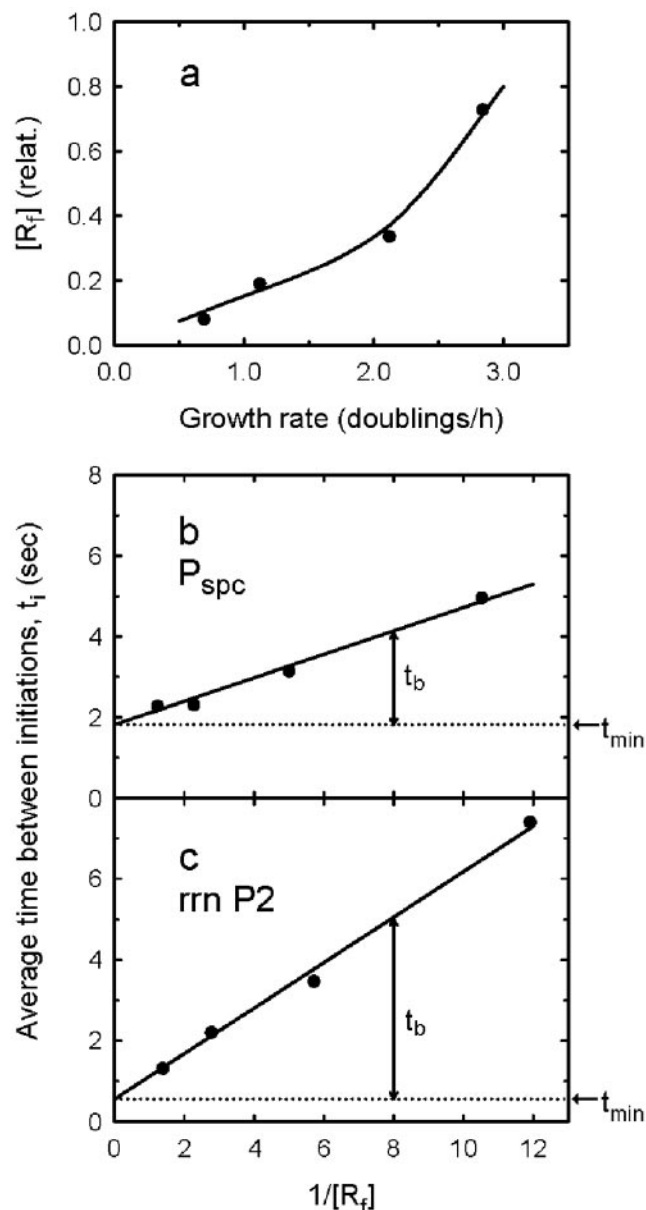 a
[Rf] (relat.)
1.0
0.8
0.6
0.4
0.2
0.0
0.0 1.0 2.0 3.0
Growth rate (doublings/h)
Average time between initiations, ti (sec)
b
Pspc
8
6
4
2
0
tb
tmin
c
rrn P2
6
4
2
0
tb
tmin
0 2 4 6 8 10 12
1/[Rf]